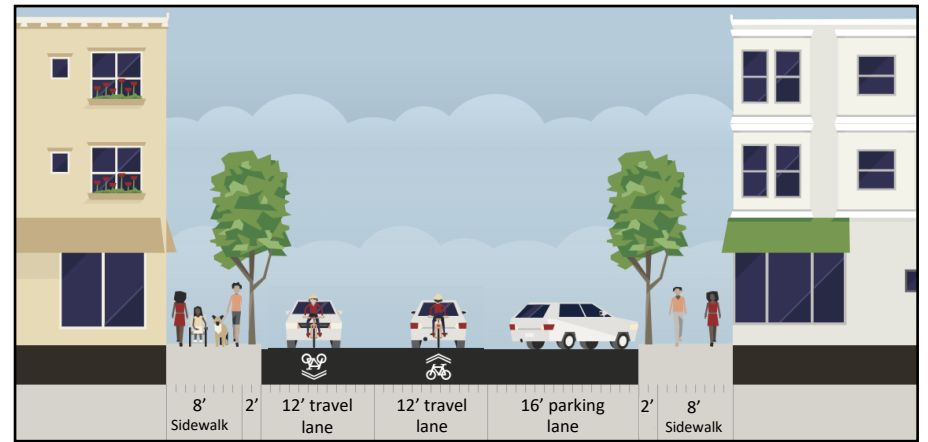 8’ 2’ 12’ travel 12’ travel 16’ parking 2’ 8’
Sidewalk lane lane lane Sidewalk